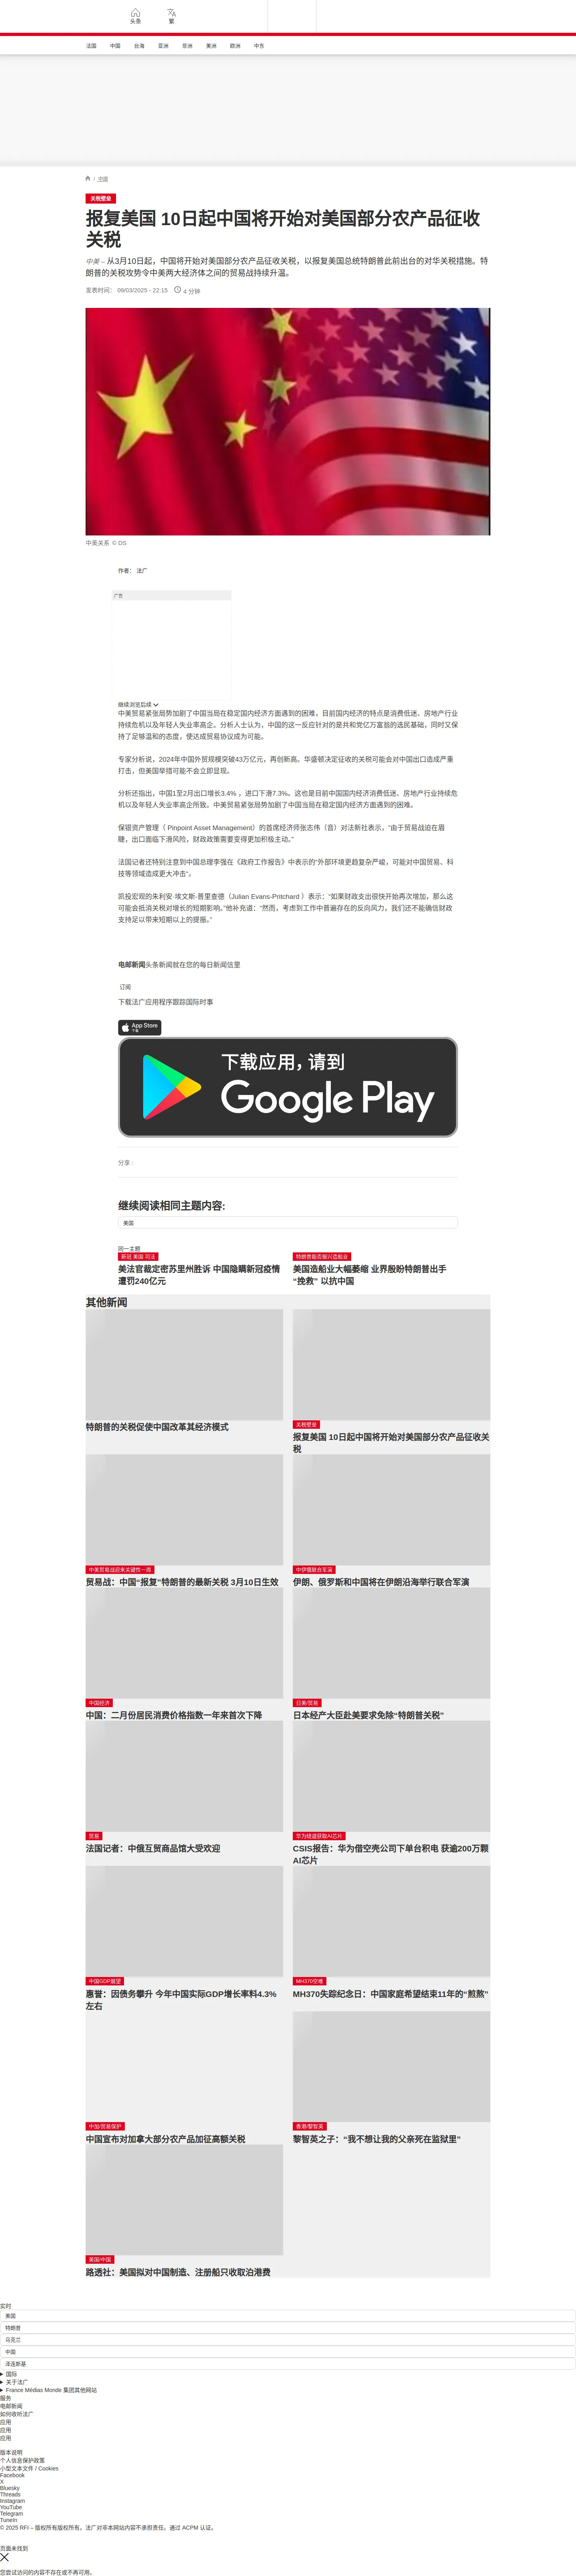 头条
繁
法国 中国 台海 亚洲 非洲 美洲 欧洲 中东
/ 中国
关税壁垒
报复美国 10日起中国将开始对美国部分农产品征收
关税
中美 – 从3月10日起，中国将开始对美国部分农产品征收关税，以报复美国总统特朗普此前出台的对华关税措施。特
朗普的关税攻势令中美两大经济体之间的贸易战持续升温。
发表时间： 09/03/2025 - 22:15 4 分钟
中美关系 © DS
作者： 法广
广告
继续浏览后续
中美贸易紧张局势加剧了中国当局在稳定国内经济方面遇到的困难，目前国内经济的特点是消费低迷、房地产行业
持续危机以及年轻人失业率高企。分析人士认为，中国的这一反应针对的是共和党亿万富翁的选民基础，同时又保
持了足够温和的态度，使达成贸易协议成为可能。
专家分析说，2024年中国外贸规模突破43万亿元，再创新高。华盛顿决定征收的关税可能会对中国出口造成严重
打击，但美国举措可能不会立即显现。
分析还指出，中国1至2月出口增长3.4% ，进口下滑7.3%。这也是目前中国国内经济消费低迷、房地产行业持续危
机以及年轻人失业率高企所致。中美贸易紧张局势加剧了中国当局在稳定国内经济方面遇到的困难。
保银资产管理（ Pinpoint Asset Management）的首席经济师张志伟（音）对法新社表示，“由于贸易战迫在眉
睫，出口面临下滑风险，财政政策需要变得更加积极主动。”
法国记者还特别注意到中国总理李强在《政府工作报告》中表示的“外部环境更趋复杂严峻，可能对中国贸易、科
技等领域造成更大冲击”。
凯投宏观的朱利安·埃文斯-普里查德（Julian Evans-Pritchard ）表示：“如果财政支出很快开始再次增加，那么这
可能会抵消关税对增长的短期影响。”他补充道：“然而，考虑到工作中普遍存在的反向风力，我们还不能确信财政
支持足以带来短期以上的提振。”
电邮新闻头条新闻就在您的每日新闻信里
订阅
下载法广应用程序跟踪国际时事
App Store
下载
下载应用，请到
Google Play
分享 :
继续阅读相同主题内容:
美国
同一主题
新冠 美国 司法
美法官裁定密苏里州胜诉 中国隐瞒新冠疫情
遭罚240亿元
特朗普能否振兴造船业
美国造船业大幅萎缩 业界殷盼特朗普出手
“挽救” 以抗中国
其他新闻
特朗普的关税促使中国改革其经济模式
关税壁垒
报复美国 10日起中国将开始对美国部分农产品征收关
税
中美贸易战迎来关键性一周
贸易战：中国“报复”特朗普的最新关税 3月10日生效
中伊俄联合军演
伊朗、俄罗斯和中国将在伊朗沿海举行联合军演
中国经济
中国：二月份居民消费价格指数一年来首次下降
日美/贸易
日本经产大臣赴美要求免除“特朗普关税”
贸易
法国记者：中俄互贸商品馆大受欢迎
华为绕道获取AI芯片
CSIS报告：华为借空壳公司下单台积电 获逾200万颗
AI芯片
中国GDP展望
惠誉：因债务攀升 今年中国实际GDP增长率料4.3%
左右
MH370空难
MH370失踪纪念日：中国家庭希望结束11年的“煎熬”
中加/贸易保护
中国宣布对加拿大部分农产品加征高额关税
香港/黎智英
黎智英之子：“我不想让我的父亲死在监狱里”
美国/中国
路透社：美国拟对中国制造、注册船只收取泊港费
实时
美国
特朗普
乌克兰
中国
泽连斯基
国际
关于法广
France Médias Monde 集团其他网站
服务
电邮新闻
如何收听法广
应用
应用
应用
版本说明
个人信息保护政策
小型文本文件 / Cookies
Facebook
X
Bluesky
Threads
Instagram
YouTube
Telegram
TuneIn
© 2025 RFI – 版权所有版权所有。法广对非本网站内容不承担责任。通过 ACPM 认证。
页面未找到
您尝试访问的内容不存在或不再可用。